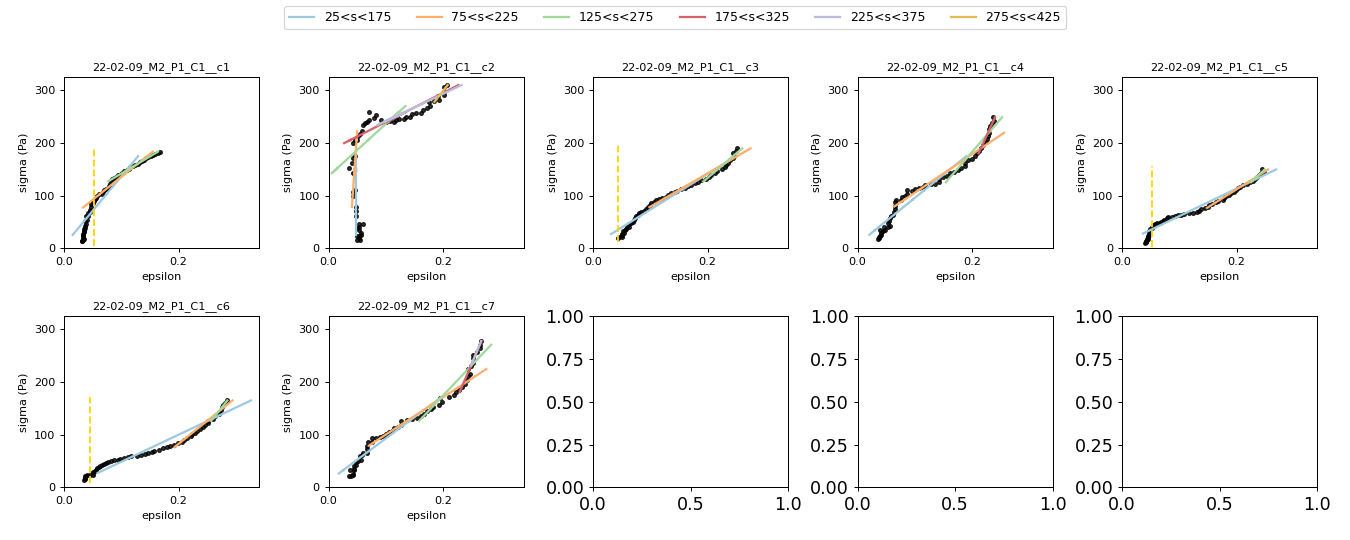 25<s<175 75<s<225 125<s<275 175<s<325 225<s<375 275<s<425
22-02-09_M2_P1_C1__c1 22-02-09_M2_P1_C1__c2 22-02-09_M2_P1_C1__c3 22-02-09_M2_P1_C1__c4 22-02-09_M2_P1_C1__c5
300 300 300 300 300
200 200 200 200 200
100 100 100 100 100
0 0 0 0 0
sigma (Pa) sigma (Pa) sigma (Pa) sigma (Pa) sigma (Pa)
0.0 0.2 0.0 0.2 0.0 0.2 0.0 0.2 0.0 0.2
epsilon epsilon epsilon epsilon epsilon
22-02-09_M2_P1_C1__c6 22-02-09_M2_P1_C1__c7
300 300 1.00 1.00 1.00
200 200 0.75 0.75 0.75
100 100 0.50 0.50 0.50
0 0 0.25 0.25 0.25
0.00 0.00 0.00
sigma (Pa) sigma (Pa)
0.0 0.2 0.0 0.2 0.0 0.5 1.0 0.0 0.5 1.0 0.0 0.5 1.0
epsilon epsilon